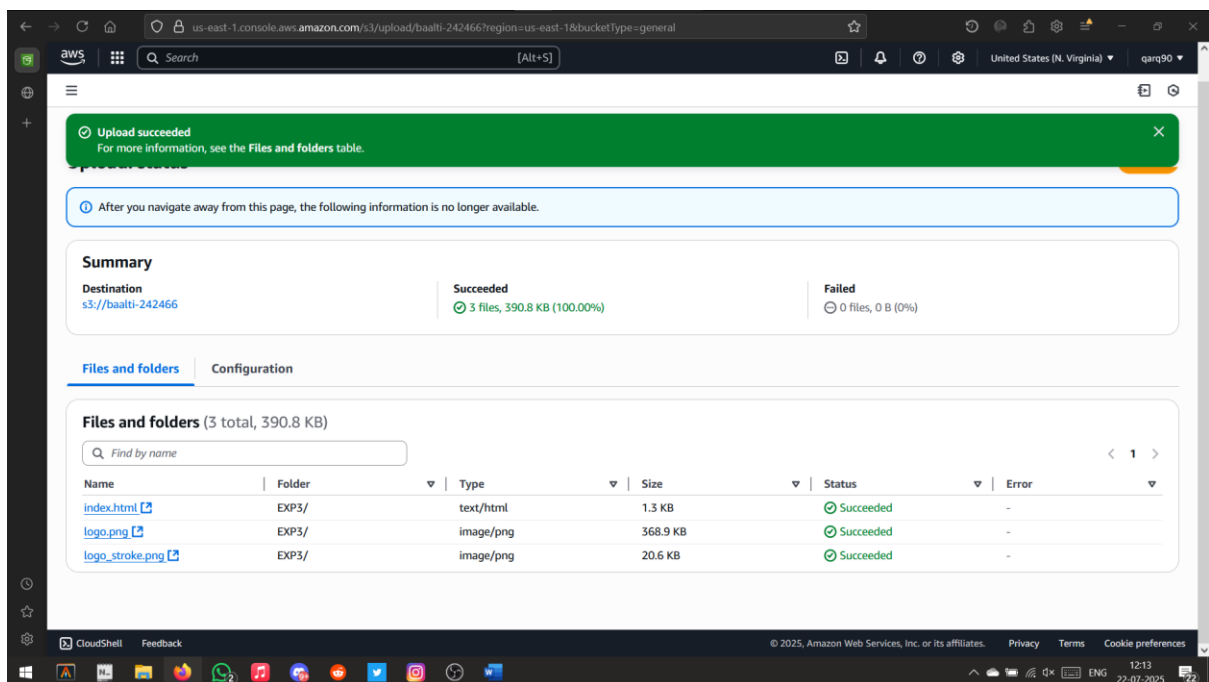 us-east-1.console.aws.amazon.com/s3/upload/baalti-242466?region=us-east-1&bucketType=general
aws Search [Alt+S] United States (N. Virginia) qarq90
Upload succeeded
For more information, see the Files and folders table.
After you navigate away from this page, the following information is no longer available.
Summary
Destination Succeeded Failed
s3://baalti-242466 3 files, 390.8 KB (100.00%) 0 files, 0 B (0%)
Files and folders Configuration
Files and folders (3 total, 390.8 KB)
Find by name 1
Name Folder Type Size Status Error
index.html EXP3/ text/html 1.3 KB Succeeded -
logo.png EXP3/ image/png 368.9 KB Succeeded -
logo_stroke.png EXP3/ image/png 20.6 KB Succeeded -
CloudShell Feedback © 2025, Amazon Web Services, Inc. or its affiliates. Privacy Terms Cookie preferences
ENG 12:13
22-07-2025 22